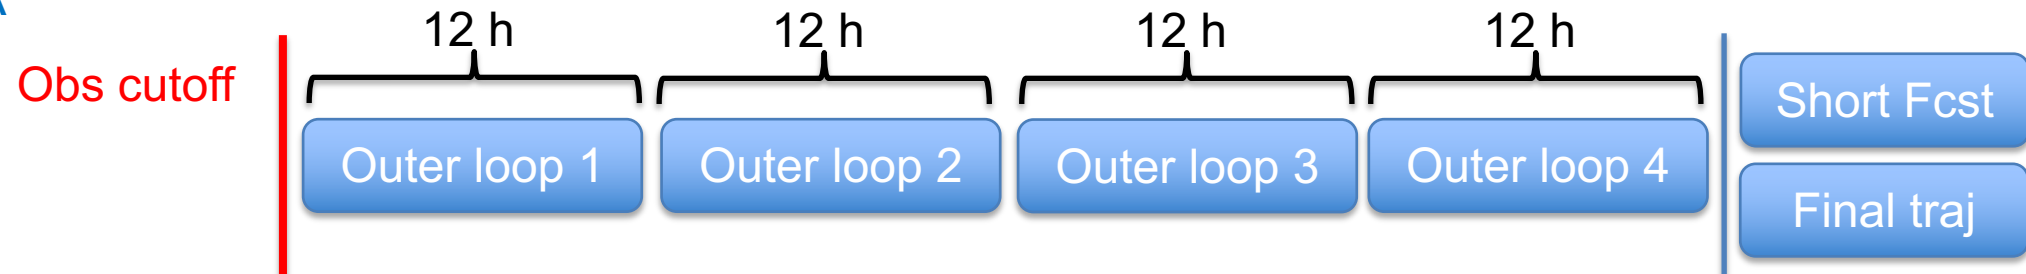 12 h 12 h 12 h 12 h
Obs cutoff
Short Fcst
Outer loop 1 Outer loop 2 Outer loop 3 Outer loop 4
Final traj